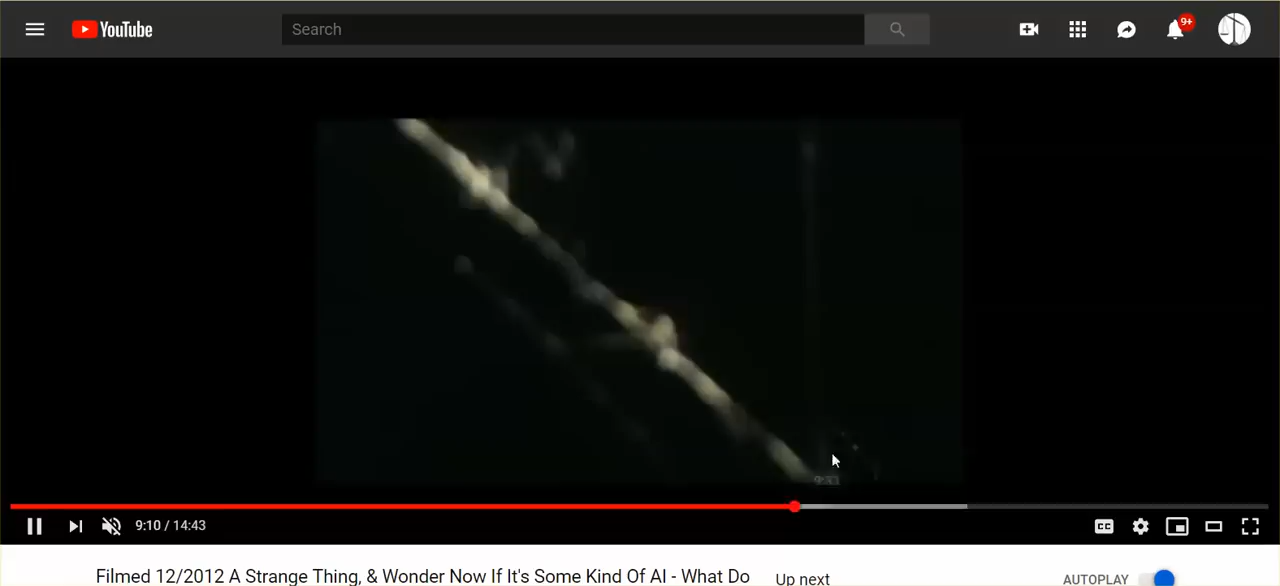 YouTube
Search
9+
9:10 / 14:43
CC
Filmed 12/2012 A Strange Thing, & Wonder Now If It's Some Kind Of AI - What Do
Up next
AUTOPLAY